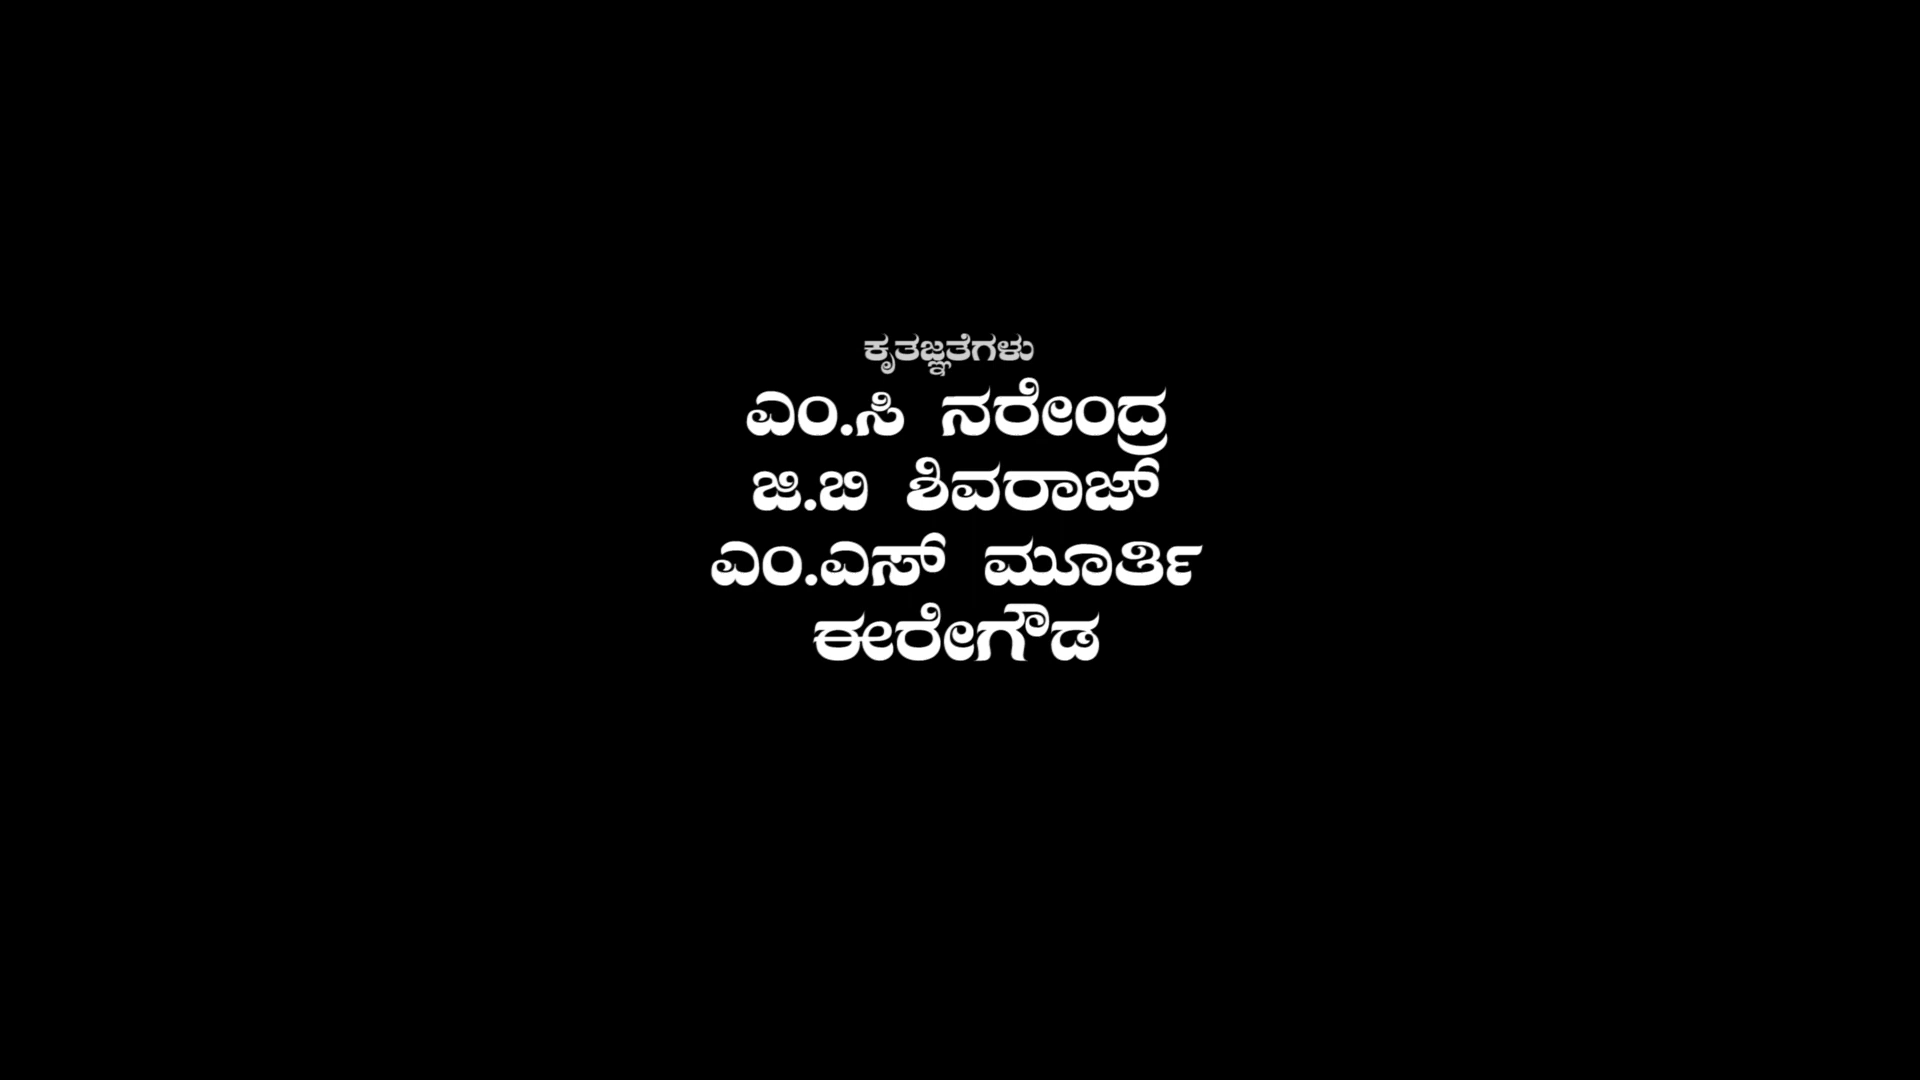 ಕೃತಜ್ಞತೆಗಳು
ಎಂ.ಸಿ ನರೇಂದ್ರ
ಜಿ.ಬಿ ಶಿವರಾಜ್
ಎಂ.ಎಸ್ ಮೂರ್ತಿ
ಈರೇಗೌಡ